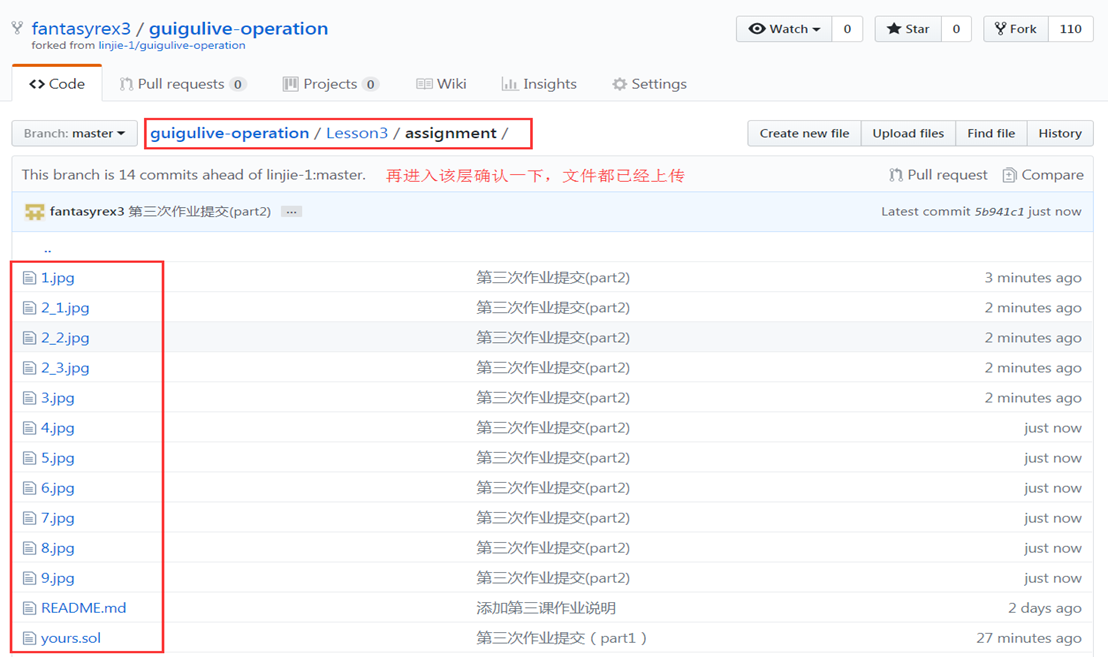 fantasyrex3 / guigulive-operation Watch 0 Star 0 Fork 110
forked from linjie-1/guigulive-operation
Code Pull requests 0 Projects 0 Wiki Insights Settings
Branch: master guigulive-operation / Lesson3 / assignment / Create new file Upload files Find file History
This branch is 14 commits ahead of linjie-1:master. 再进入该层确认一下，文件都已经上传 Pull request Compare
fantasyrex3 第三次作业提交(part2) ... Latest commit 5b941c1 just now
..
1.jpg 第三次作业提交(part2) 3 minutes ago
2_1.jpg 第三次作业提交(part2) 2 minutes ago
2_2.jpg 第三次作业提交(part2) 2 minutes ago
2_3.jpg 第三次作业提交(part2) 2 minutes ago
3.jpg 第三次作业提交(part2) 2 minutes ago
4.jpg 第三次作业提交(part2) just now
5.jpg 第三次作业提交(part2) just now
6.jpg 第三次作业提交(part2) just now
7.jpg 第三次作业提交(part2) just now
8.jpg 第三次作业提交(part2) just now
9.jpg 第三次作业提交(part2) just now
README.md 添加第三课作业说明 2 days ago
yours.sol 第三次作业提交（part1） 27 minutes ago